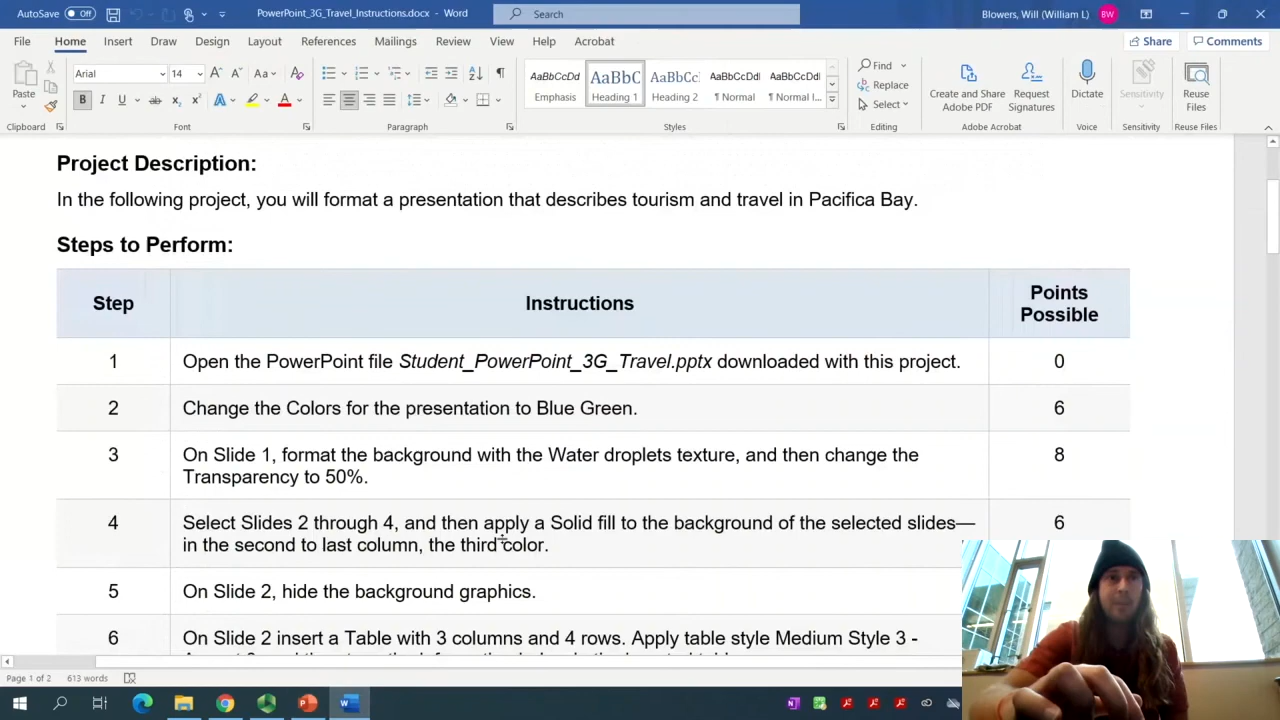 AutoSave Off PowerPoint_3G_Travel_Instructions.docx - Word Search Blowers, Will (William L) BW
File Home Insert Draw Design Layout References Mailings Review View Help Acrobat Share Comments
Paste Arial 14 Aa A A AaBbCcDd AaBbC AaBbCc AaBbCcDd AaBbCcDd Find
B I U ab x₂ x² A A Emphasis Heading 1 Heading 2 ¶ Normal ¶ Normal I... Replace
Select
Create and Share Adobe PDF Request Signatures Dictate Sensitivity Reuse Files
Clipboard Font Paragraph Styles Editing Adobe Acrobat Voice Sensitivity Reuse Files
Project Description:
In the following project, you will format a presentation that describes tourism and travel in Pacifica Bay.
Steps to Perform:
Step Instructions Points Possible
1 Open the PowerPoint file Student_PowerPoint_3G_Travel.pptx downloaded with this project. 0
2 Change the Colors for the presentation to Blue Green. 6
3 On Slide 1, format the background with the Water droplets texture, and then change the 8
Transparency to 50%.
4 Select Slides 2 through 4, and then apply a Solid fill to the background of the selected slides— 6
in the second to last column, the third color.
5 On Slide 2, hide the background graphics.
6 On Slide 2 insert a Table with 3 columns and 4 rows. Apply table style Medium Style 3 -
Page 1 of 2 613 words